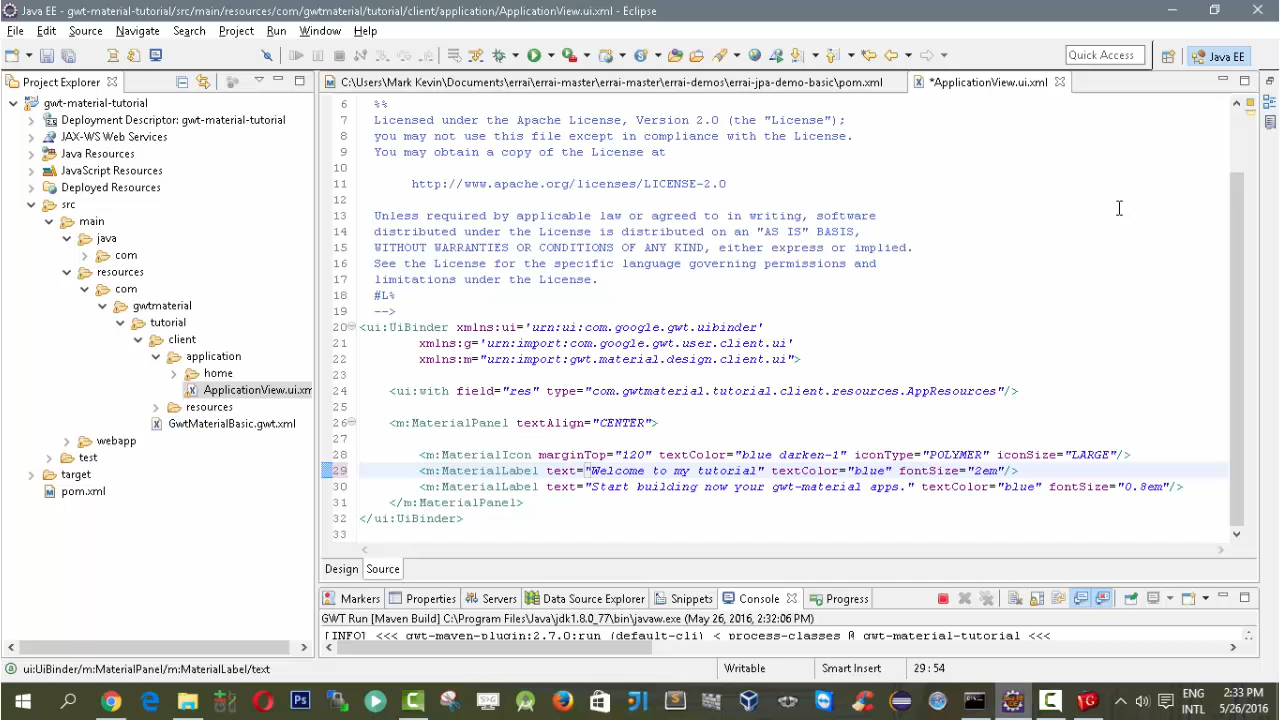 Java EE - gwt-material-tutorial/src/main/resources/com/gwtmaterial/tutorial/client/application/ApplicationView.ui.xml - Eclipse
File Edit Source Navigate Search Project Run Window Help
Quick Access
Java EE
Project Explorer
C:\Users\Mark Kevin\Documents\errai\errai-master\errai-master\errai-demos\errai-jpa-demo-basic\pom.xml
*ApplicationView.ui.xml
gwt-material-tutorial
Deployment Descriptor: gwt-material-tutorial
JAX-WS Web Services
Java Resources
JavaScript Resources
Deployed Resources
src
main
java
com
resources
com
gwtmaterial
tutorial
client
application
home
ApplicationView.ui.xm
resources
GwtMaterialBasic.gwt.xml
webapp
test
target
pom.xml
6 %%
7 Licensed under the Apache License, Version 2.0 (the "License");
8 you may not use this file except in compliance with the License.
9 You may obtain a copy of the License at
10
11 http://www.apache.org/licenses/LICENSE-2.0
12
13 Unless required by applicable law or agreed to in writing, software
14 distributed under the License is distributed on an "AS IS" BASIS,
15 WITHOUT WARRANTIES OR CONDITIONS OF ANY KIND, either express or implied.
16 See the License for the specific language governing permissions and
17 limitations under the License.
18 #L%
19 -->
20 <ui:UiBinder xmlns:ui='urn:ui:com.google.gwt.uibinder'
21 xmlns:g='urn:import:com.google.gwt.user.client.ui'
22 xmlns:m="urn:import:gwt.material.design.client.ui">
23
24 <ui:with field="res" type="com.gwtmaterial.tutorial.client.resources.AppResources"/>
25
26 <m:MaterialPanel textAlign="CENTER">
27
28 <m:MaterialIcon marginTop="120" textColor="blue darken-1" iconType="POLYMER" iconSize="LARGE"/>
29 <m:MaterialLabel text="Welcome to my tutorial" textColor="blue" fontSize="2em"/>
30 <m:MaterialLabel text="Start building now your gwt-material apps." textColor="blue" fontSize="0.8em"/>
31 </m:MaterialPanel>
32 </ui:UiBinder>
33
Design Source
Markers Properties Servers Data Source Explorer Snippets Console Progress
GWT Run [Maven Build] C:\Program Files\Java\jdk1.8.0_77\bin\javaw.exe (May 26, 2016, 2:32:06 PM)
[INFO] <<< gwt-maven-plugin:2.7.0:run (default-cli) < process-classes @ gwt-material-tutorial <<<
ui:UiBinder/m:MaterialPanel/m:MaterialLabel/text
Writable
Smart Insert
29 : 54
ENG
INTL
2:33 PM
5/26/2016